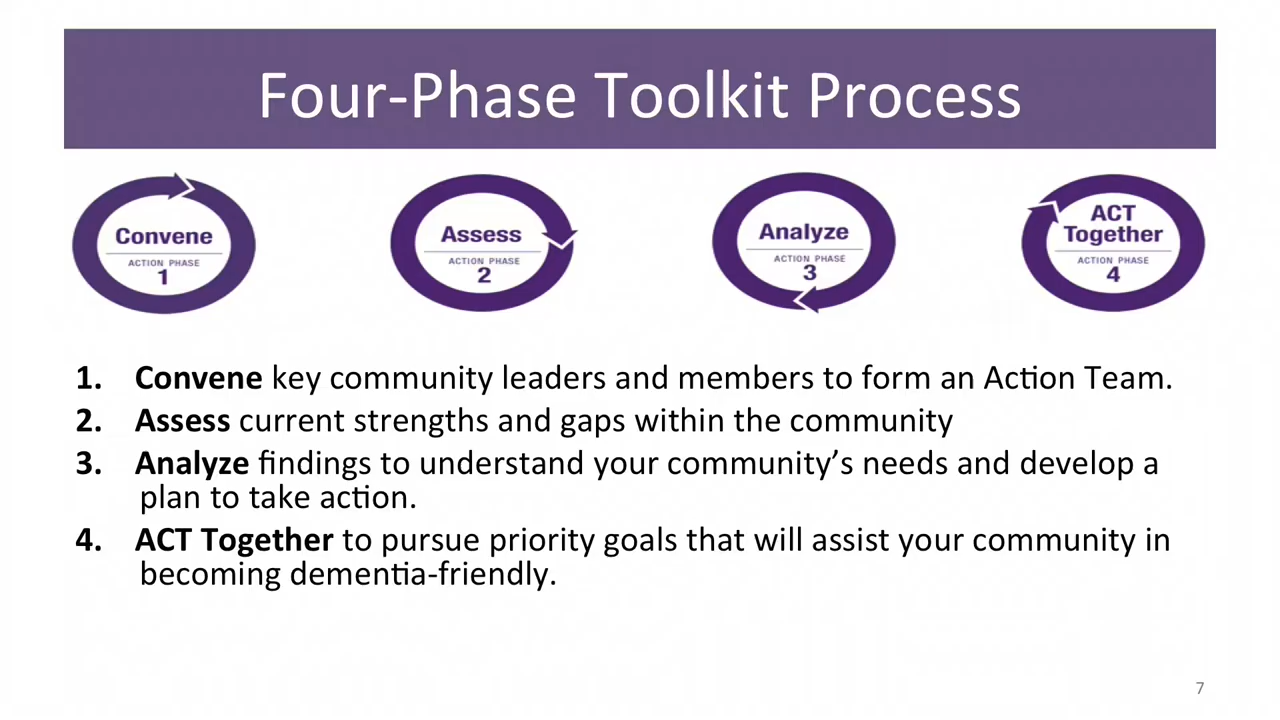 Four-Phase Toolkit Process
Convene
ACTION PHASE
1
Assess
ACTION PHASE
2
Analyze
ACTION PHASE
3
ACT
Together
ACTION PHASE
4
1. Convene key community leaders and members to form an Action Team.
2. Assess current strengths and gaps within the community
3. Analyze findings to understand your community’s needs and develop a
plan to take action.
4. ACT Together to pursue priority goals that will assist your community in
becoming dementia-friendly.
7